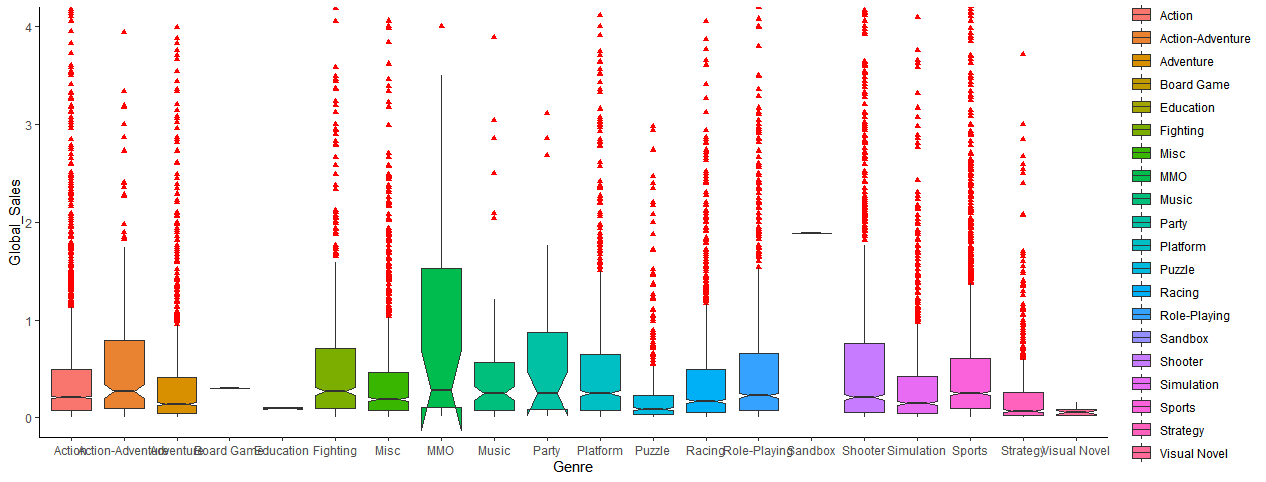 4
3
2
1
0
Global_Sales
Action
Action-Adventure
Adventure
Board Game
Education
Fighting
Misc
MMO
Music
Party
Platform
Puzzle
Racing
Role-Playing
Sandbox
Shooter
Simulation
Sports
Strategy
Visual Novel
Genre
Action
Action-Adventure
Adventure
Board Game
Education
Fighting
Misc
MMO
Music
Party
Platform
Puzzle
Racing
Role-Playing
Sandbox
Shooter
Simulation
Sports
Strategy
Visual Novel